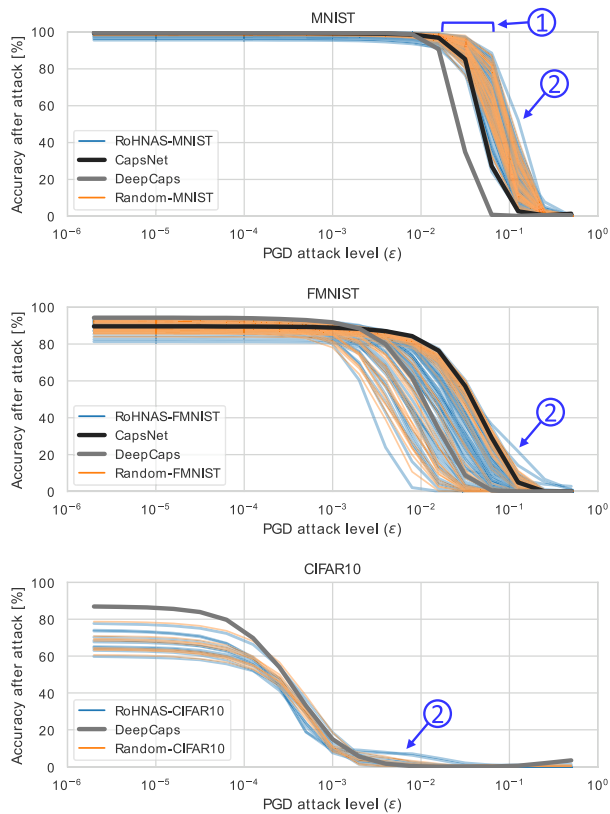 MNIST
1
2
Accuracy after attack [%]
100
80
60
40
20
0
RoHNAS-MNIST
CapsNet
DeepCaps
Random-MNIST
10⁻⁶ 10⁻⁵ 10⁻⁴ 10⁻³ 10⁻² 10⁻¹ 10⁰
PGD attack level (ε)
FMNIST
2
Accuracy after attack [%]
100
80
60
40
20
0
RoHNAS-FMNIST
CapsNet
DeepCaps
Random-FMNIST
10⁻⁶ 10⁻⁵ 10⁻⁴ 10⁻³ 10⁻² 10⁻¹ 10⁰
PGD attack level (ε)
CIFAR10
2
Accuracy after attack [%]
100
80
60
40
20
0
RoHNAS-CIFAR10
DeepCaps
Random-CIFAR10
10⁻⁶ 10⁻⁵ 10⁻⁴ 10⁻³ 10⁻² 10⁻¹ 10⁰
PGD attack level (ε)